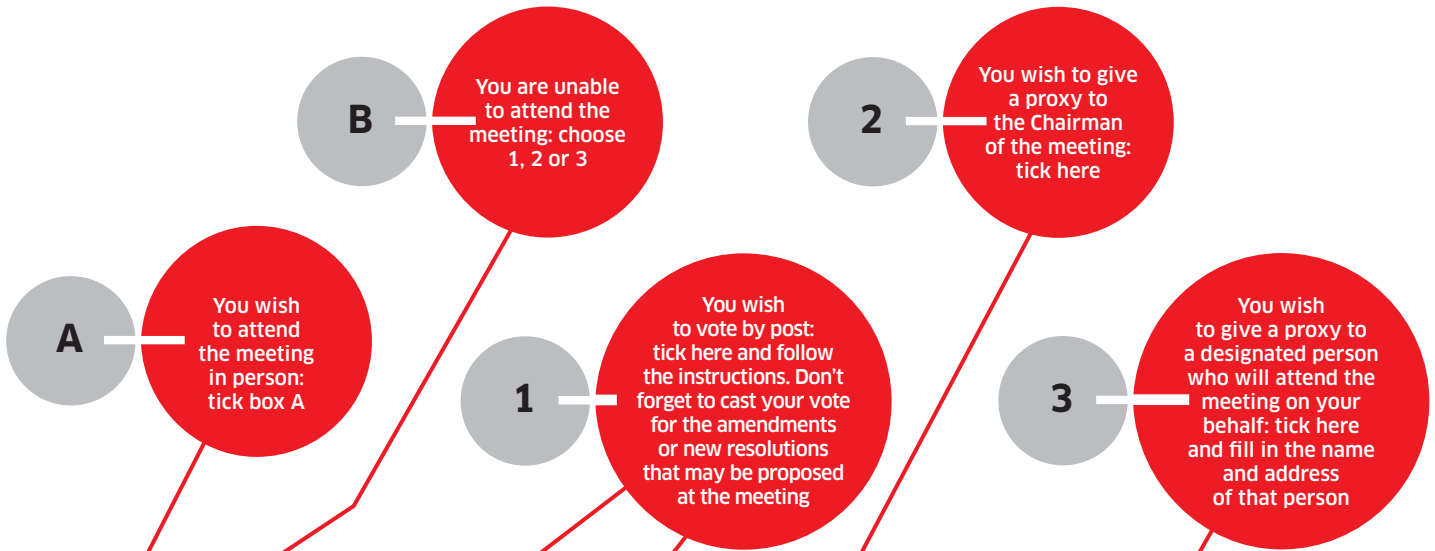 A
You wish
to attend
the meeting
in person:
tick box A
B
You are unable
to attend the
meeting: choose
1, 2 or 3
1
You wish
to vote by post:
tick here and follow
the instructions. Don't
forget to cast your vote
for the amendments
or new resolutions
that may be proposed
at the meeting
2
You wish to give
a proxy to
the Chairman
of the meeting:
tick here
3
You wish
to give a proxy to
a designated person
who will attend the
meeting on your
behalf: tick here
and fill in the name
and address
of that person